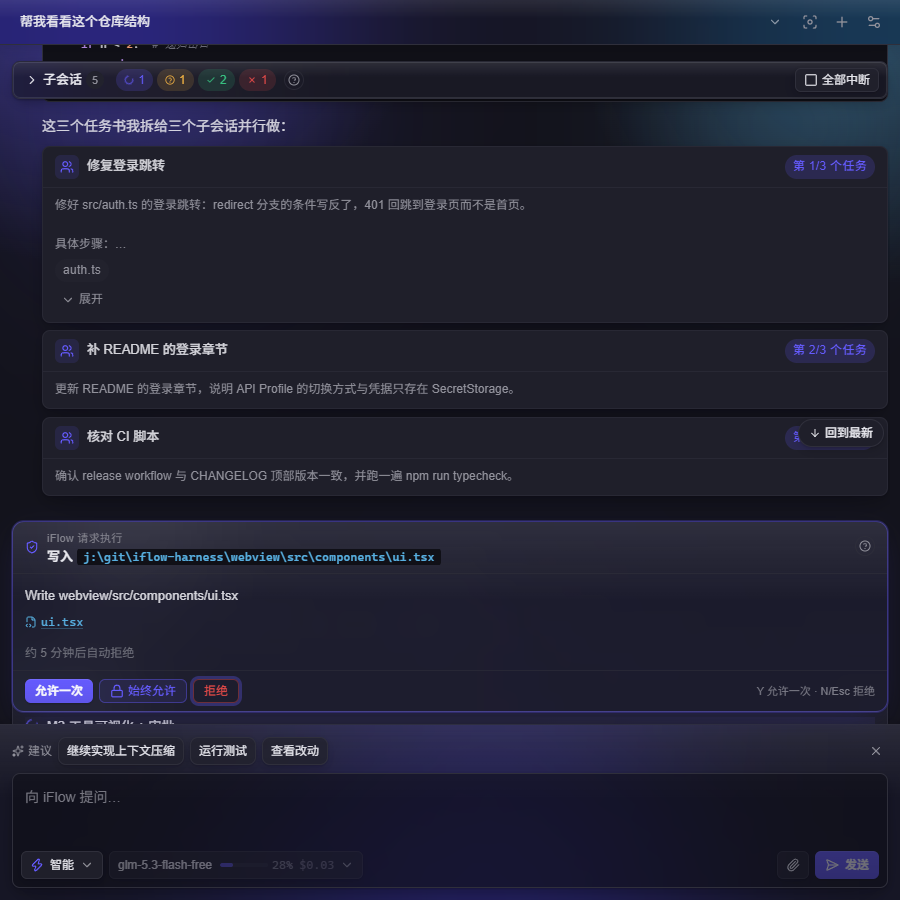 帮我看看这个仓库结构
子会话 5 1 1 2 1 全部中断
这三个任务书我拆给三个子会话并行做：
修复登录跳转 第 1/3 个任务
修好 src/auth.ts 的登录跳转：redirect 分支的条件写反了，401 回跳到登录页而不是首页。
具体步骤：…
auth.ts
展开
补 README 的登录章节 第 2/3 个任务
更新 README 的登录章节，说明 API Profile 的切换方式与凭据只存在 SecretStorage。
核对 CI 脚本
回到最新
确认 release workflow 与 CHANGELOG 顶部版本一致，并跑一遍 npm run typecheck。
iFlow 请求执行
写入 j:\git\iflow-harness\webview\src\components\ui.tsx
Write webview/src/components/ui.tsx
ui.tsx
约 5 分钟后自动拒绝
允许一次 始终允许 拒绝 Y 允许一次 · N/Esc 拒绝
建议 继续实现上下文压缩 运行测试 查看改动
向 iFlow 提问…
智能 glm-5.3-flash-free 28% $0.03 发送